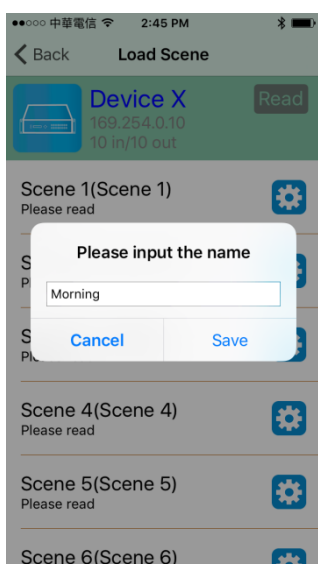 中華電信 2:45 PM
Back Load Scene
Device X
Read
169.254.0.10
10 in/10 out
Scene 1(Scene 1)
Please read
Please input the name
Morning
Cancel Save
Scene 4(Scene 4)
Please read
Scene 5(Scene 5)
Please read
Scene 6(Scene 6)